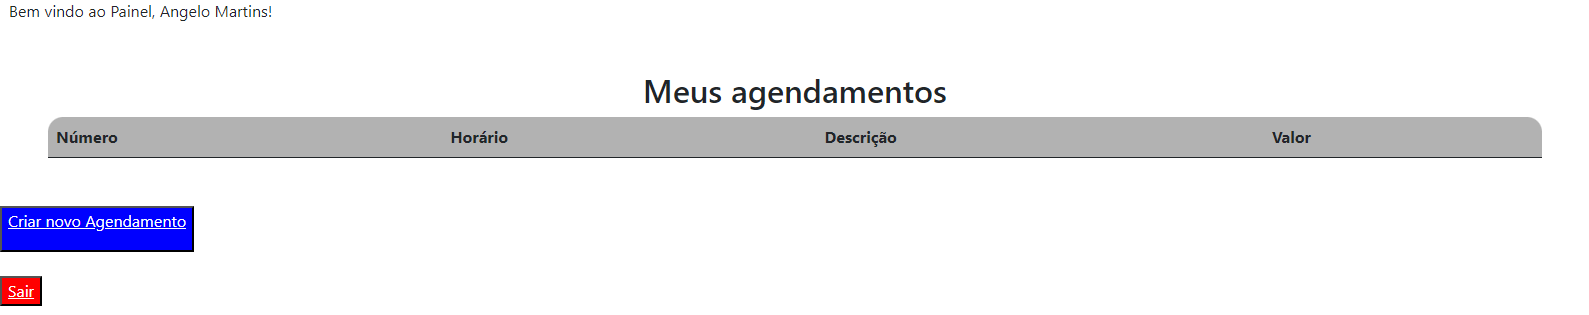 Bem vindo ao Painel, Angelo Martins!
Meus agendamentos
Número Horário Descrição Valor
Criar novo Agendamento
Sair